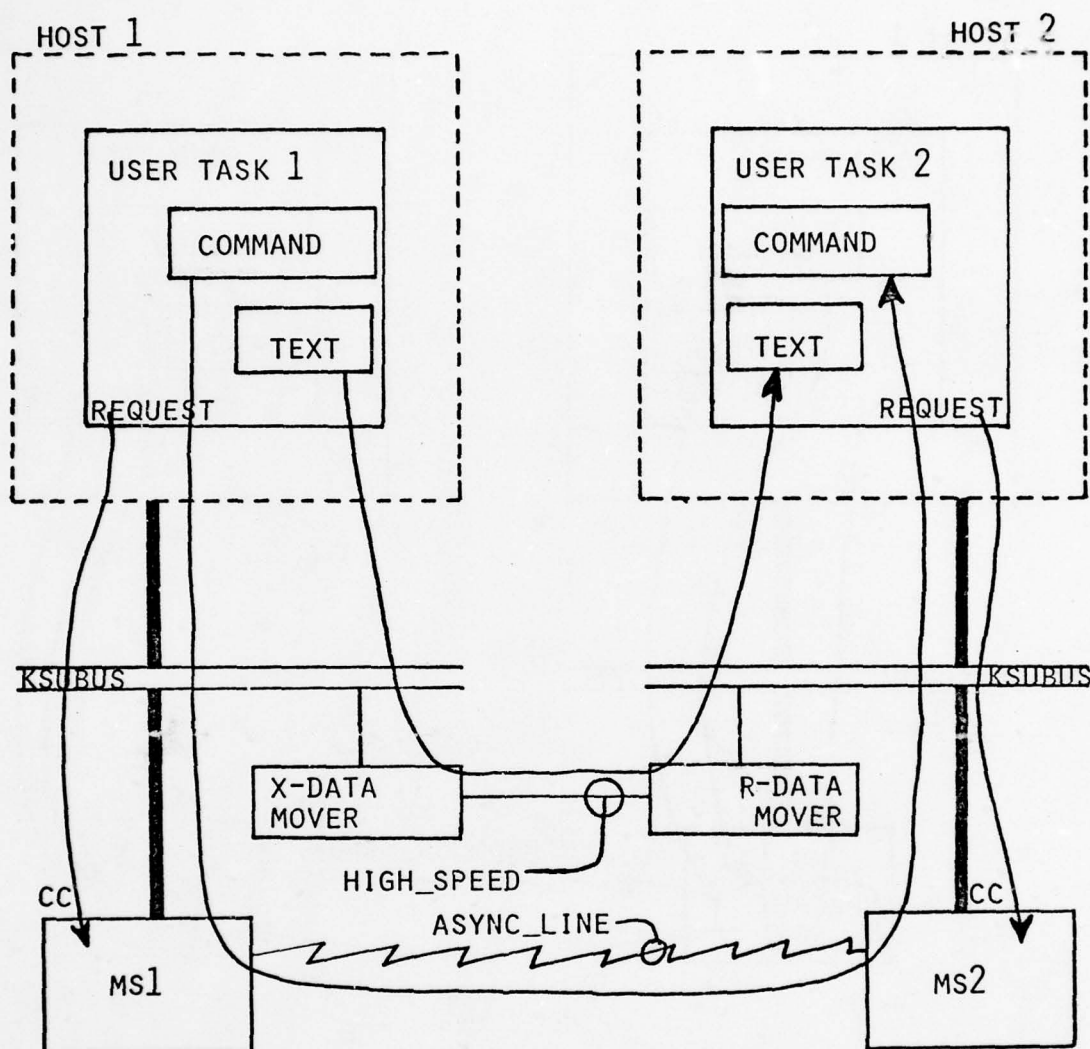 HOST 1
HOST 2
USER TASK 1
USER TASK 2
COMMAND
COMMAND
TEXT
TEXT
REQUEST
REQUEST
KSUBUS
KSUBUS
X-DATA
MOVER
R-DATA
MOVER
HIGH_SPEED
CC
CC
ASYNC_LINE
MS1
MS2